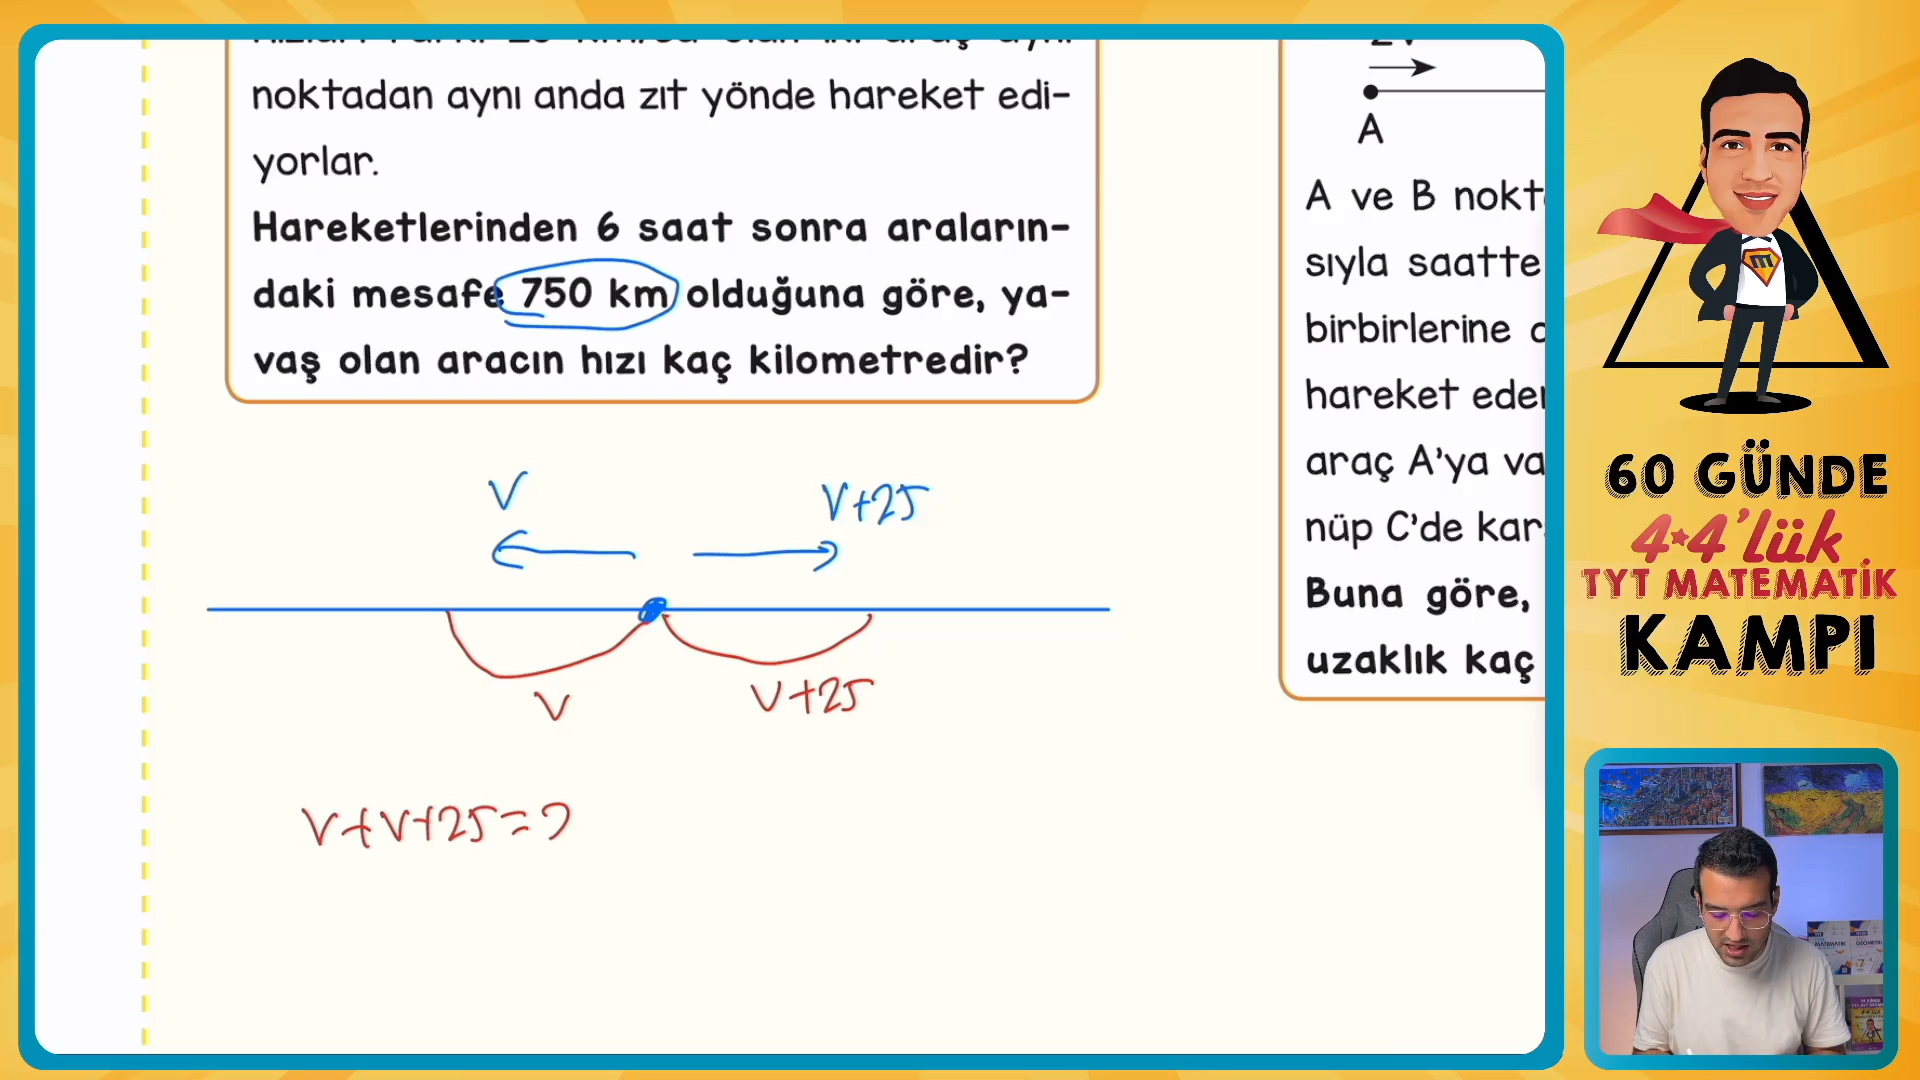 noktadan aynı anda zıt yönde hareket edi-
yorlar.
Hareketlerinden 6 saat sonra araların-
daki mesafe 750 km olduğuna göre, ya-
vaş olan aracın hızı kaç kilometredir?
V
V+25
V
V+25
V+V+25=
A
A ve B nokt
sıyla saatte
birbirlerine
hareket eder
araç A'ya va
nüp C'de kar
Buna göre,
uzaklık kaç
m
60 GÜNDE
4★4'lük
TYT MATEMATİK
KAMPI
MATEMATİK